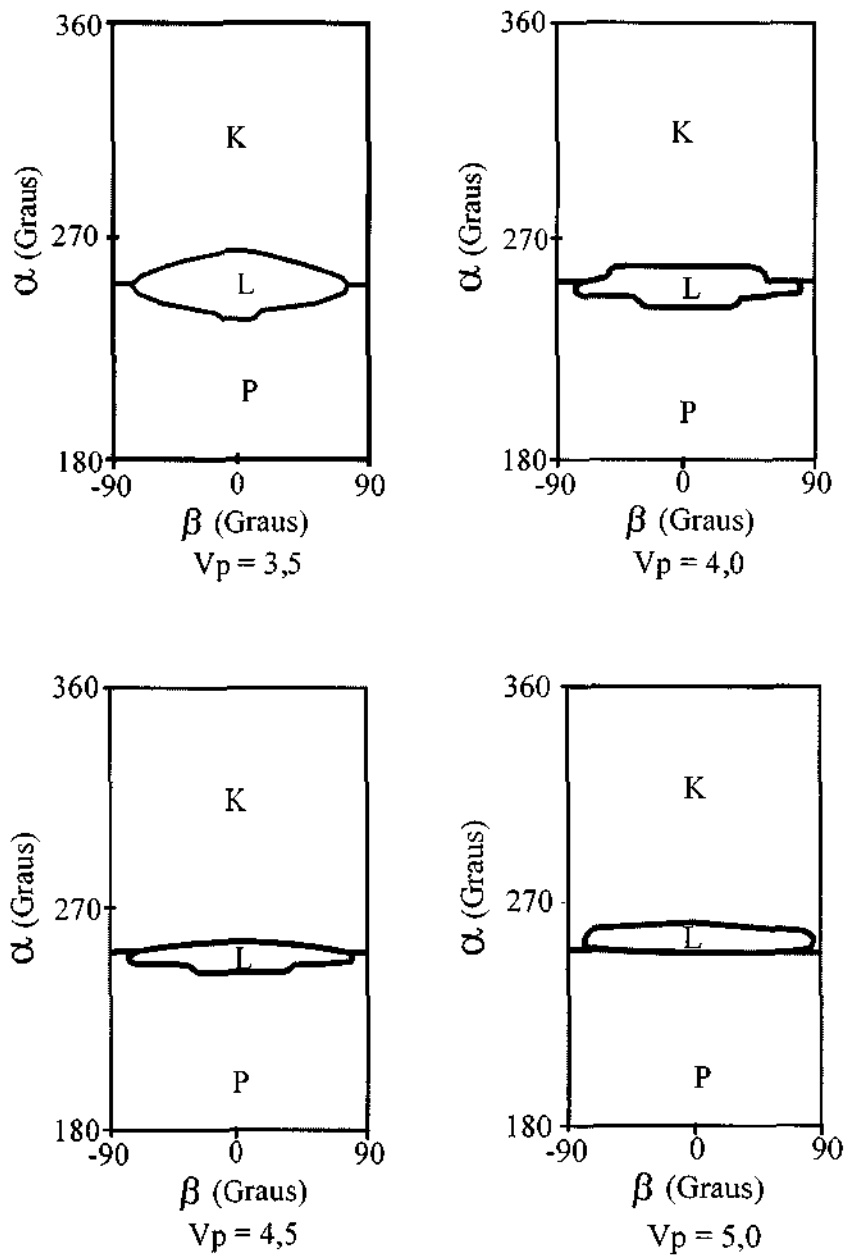 360
K
α (Graus)
270
L
P
180
-90
0
90
β (Graus)
Vp = 3,5
360
K
α (Graus)
270
L
P
180
-90
0
90
β (Graus)
Vp = 4,0
360
K
α (Graus)
270
L
P
180
-90
0
90
β (Graus)
Vp = 4,5
360
K
α (Graus)
270
L
P
180
-90
0
90
β (Graus)
Vp = 5,0